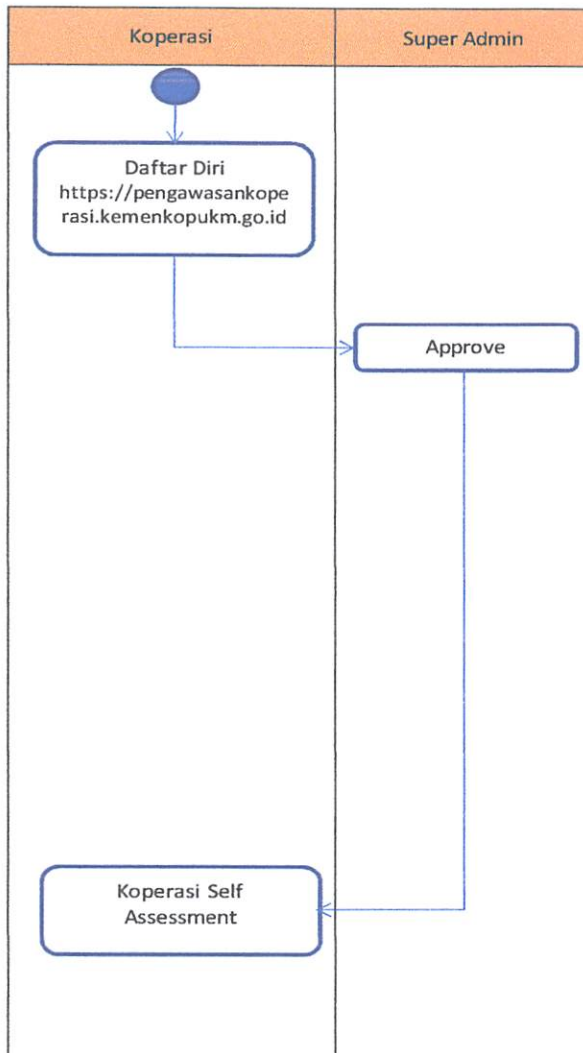 Koperasi
Super Admin
Daftar Diri
https://pengawasankope
rasi.kemenkopukm.go.id
Approve
Koperasi Self
Assessment